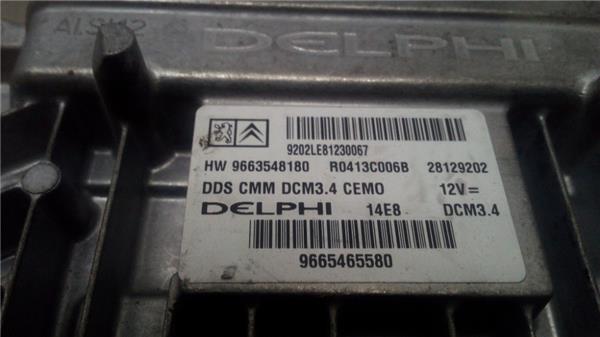 DELPHI
9202LE81230067
HW 9663548180 R0413C006B 28129202
DDS CMM DCM3.4 CEMO 12V=
DELPHI 14E8 DCM3.4
9665465580